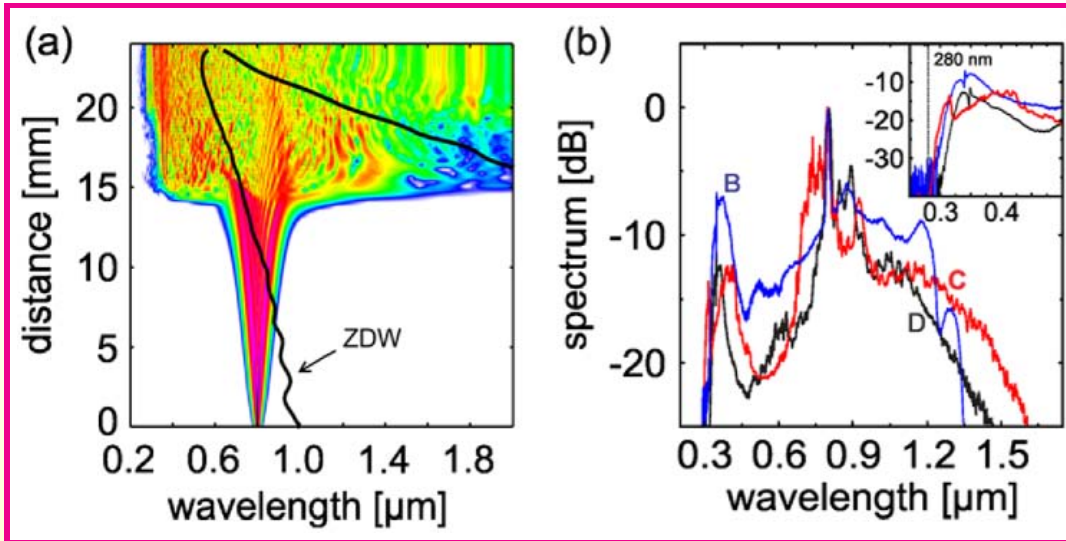 (a)
distance [mm]
20
15
10
5
0
ZDW
0.2 0.6 1.0 1.4 1.8
wavelength [µm]
(b)
spectrum [dB]
0
-10
-20
B
C
D
280 nm
-10
-20
-30
0.3 0.4
0.3 0.6 0.9 1.2 1.5
wavelength [µm]